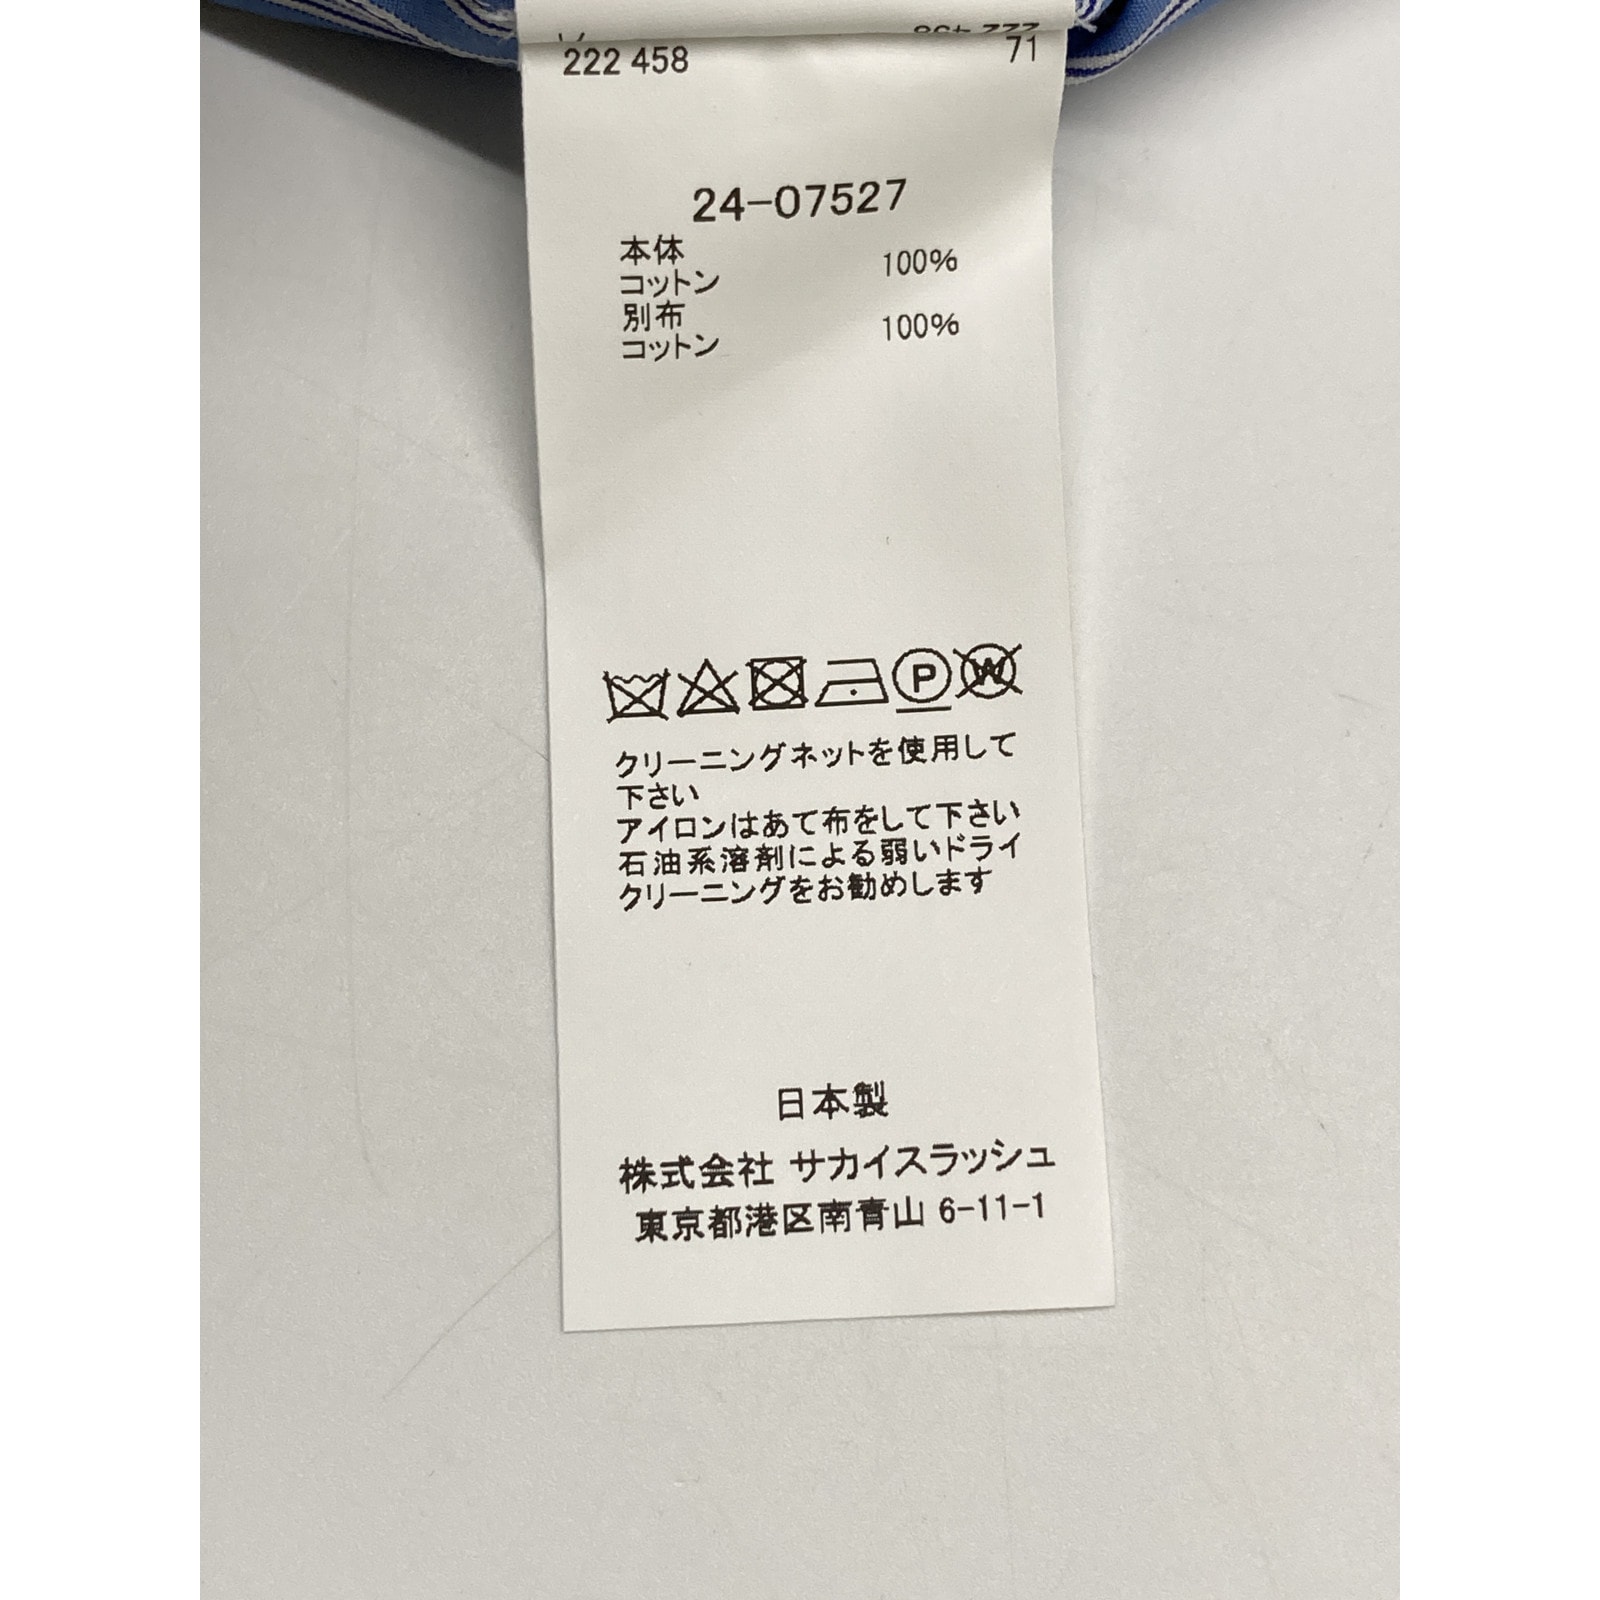 222 458 71
24-07527
本体
コットン 100%
別布
コットン 100%
P W
クリーニングネットを使用して
下さい
アイロンはあて布をして下さい
石油系溶剤による弱いドライ
クリーニングをお勧めします
日本製
株式会社 サカイスラッシュ
東京都港区南青山 6-11-1